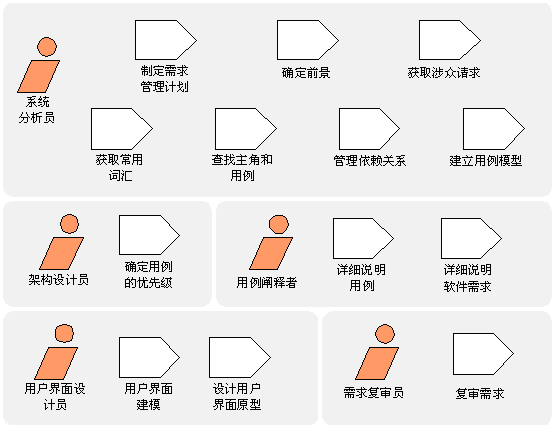 制定需求
管理计划
确定前景
获取涉众请求
系统
分析员
获取常用
词汇
查找主角和
用例
管理依赖关系
建立用例模型
架构设计员
确定用例
的优先级
用例阐释者
详细说明
用例
详细说明
软件需求
用户界面设
计员
用户界面
建模
设计用户
界面原型
需求复审员
复审需求